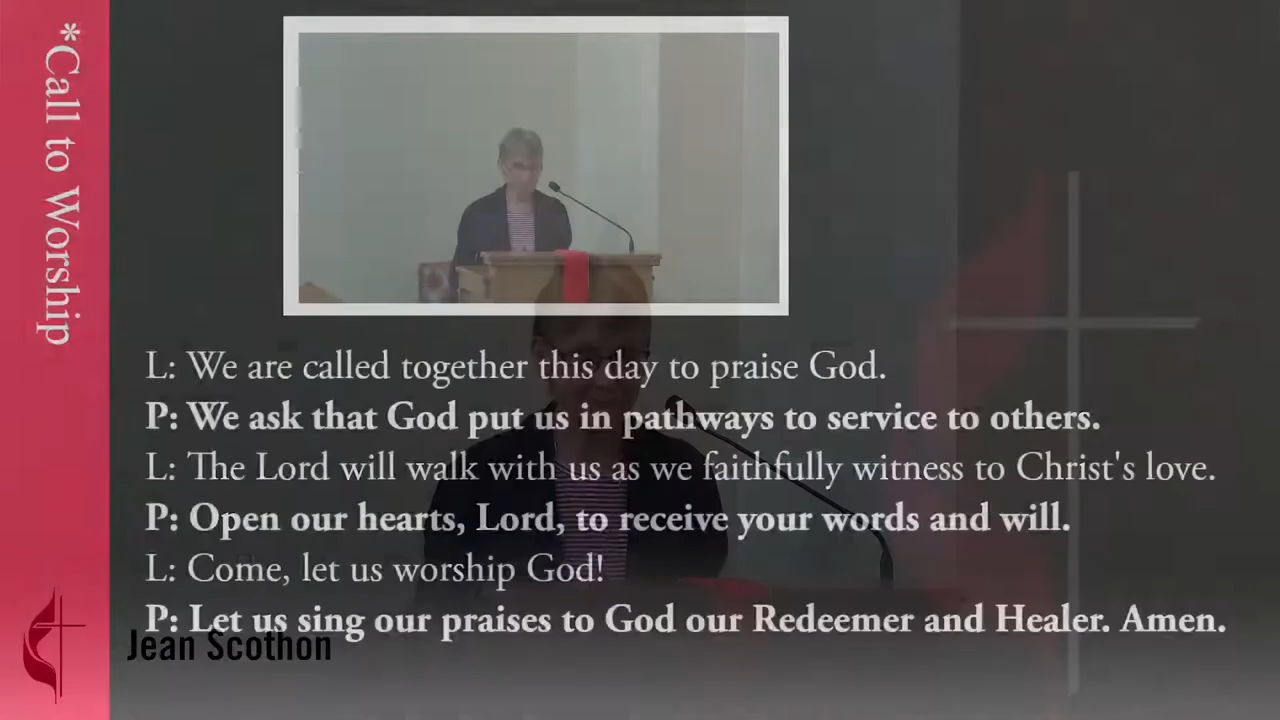 *Call to Worship
L: We are called together this day to praise God.
P: We ask that God put us in pathways to service to others.
L: The Lord will walk with us as we faithfully witness to Christ's love.
P: Open our hearts, Lord, to receive your words and will.
L: Come, let us worship God!
P: Let us sing our praises to God our Redeemer and Healer. Amen.
Jean Scothon